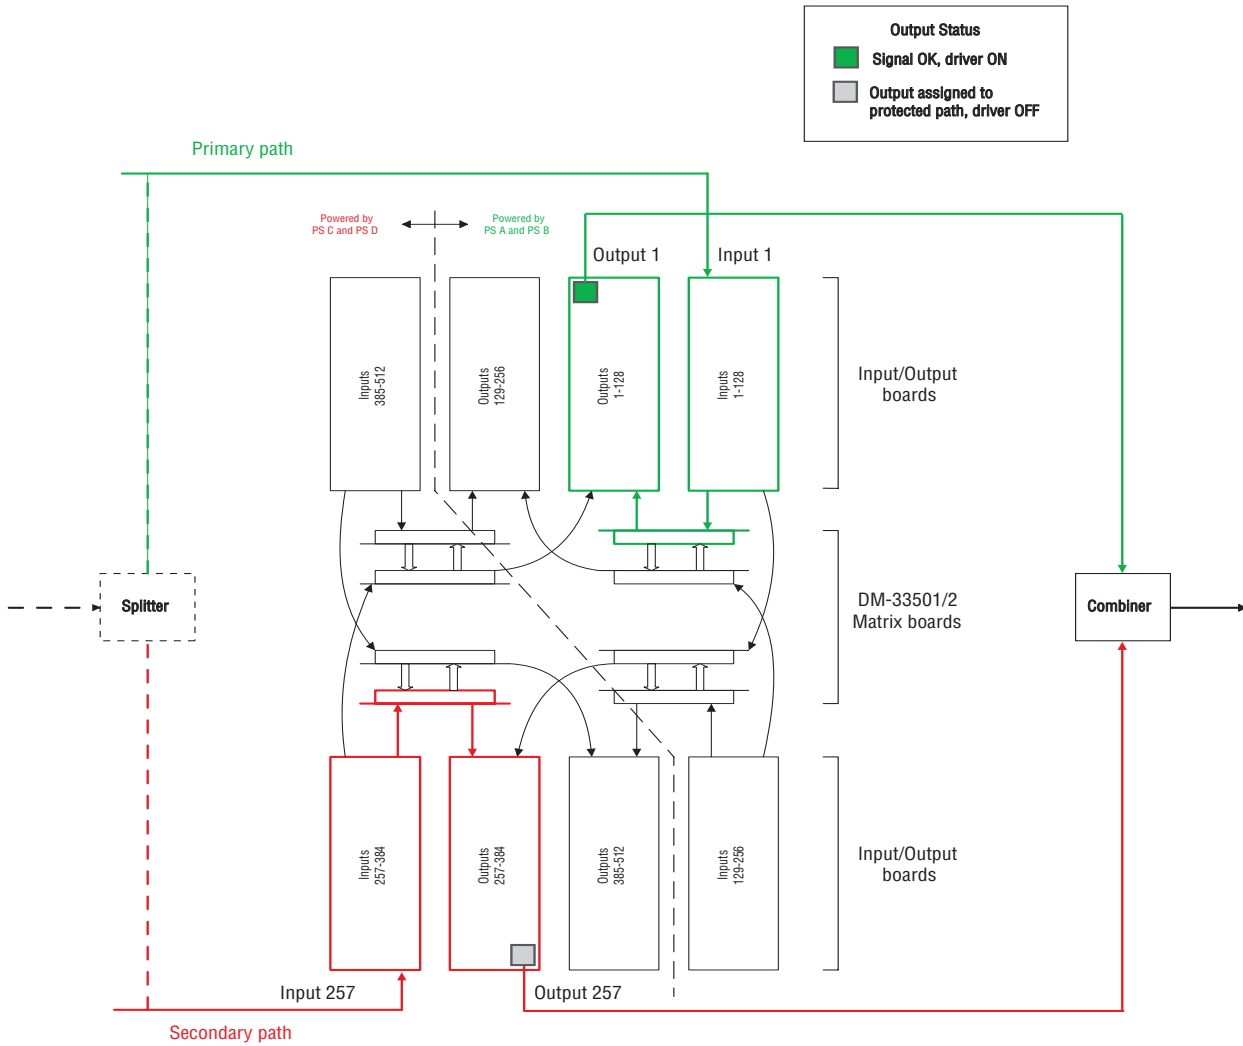 Output Status
Signal OK, driver ON
Output assigned to
protected path, driver OFF
Primary path
Powered by
PS C and PS D
Powered by
PS A and PS B
Output 1
Input 1
Inputs
385-512
Outputs
129-256
Outputs
1-128
Inputs
1-128
Input/Output
boards
Splitter
DM-33501/2
Matrix boards
Combiner
Inputs
257-384
Outputs
257-384
Outputs
385-512
Inputs
129-256
Input/Output
boards
Input 257
Output 257
Secondary path